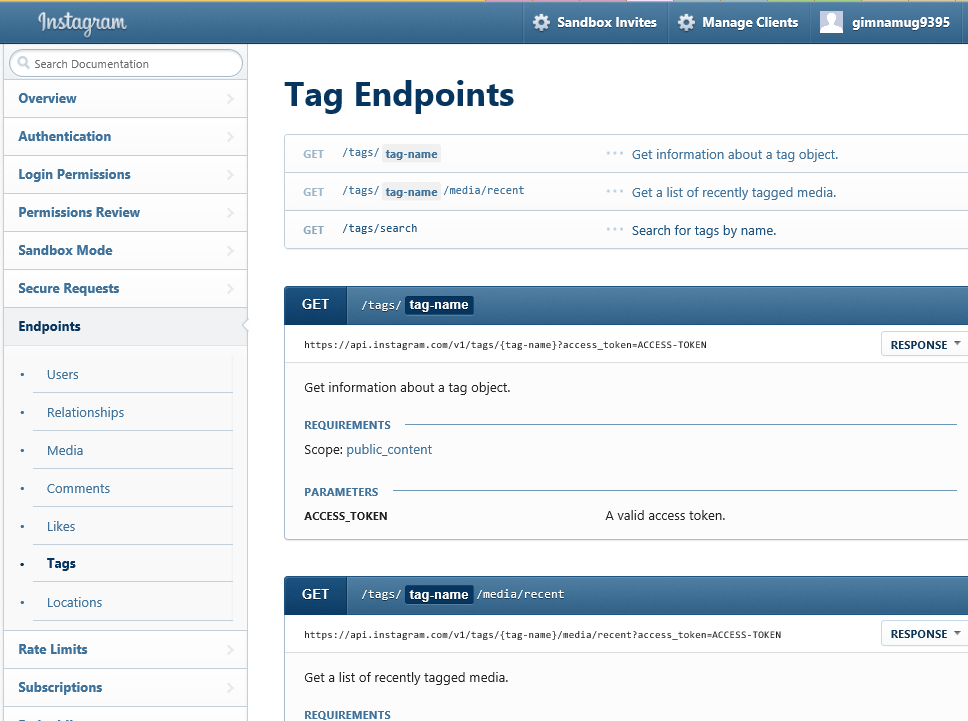 Instagram
Sandbox Invites
Manage Clients
gimnamug9395
Search Documentation
Overview
Authentication
Login Permissions
Permissions Review
Sandbox Mode
Secure Requests
Endpoints
• Users
• Relationships
• Media
• Comments
• Likes
• Tags
• Locations
Rate Limits
Subscriptions
Tag Endpoints
GET /tags/ tag-name ··· Get information about a tag object.
GET /tags/ tag-name /media/recent ··· Get a list of recently tagged media.
GET /tags/search ··· Search for tags by name.
GET /tags/ tag-name
https://api.instagram.com/v1/tags/{tag-name}?access_token=ACCESS-TOKEN RESPONSE
Get information about a tag object.
REQUIREMENTS
Scope: public_content
PARAMETERS
ACCESS_TOKEN A valid access token.
GET /tags/ tag-name /media/recent
https://api.instagram.com/v1/tags/{tag-name}/media/recent?access_token=ACCESS-TOKEN RESPONSE
Get a list of recently tagged media.
REQUIREMENTS